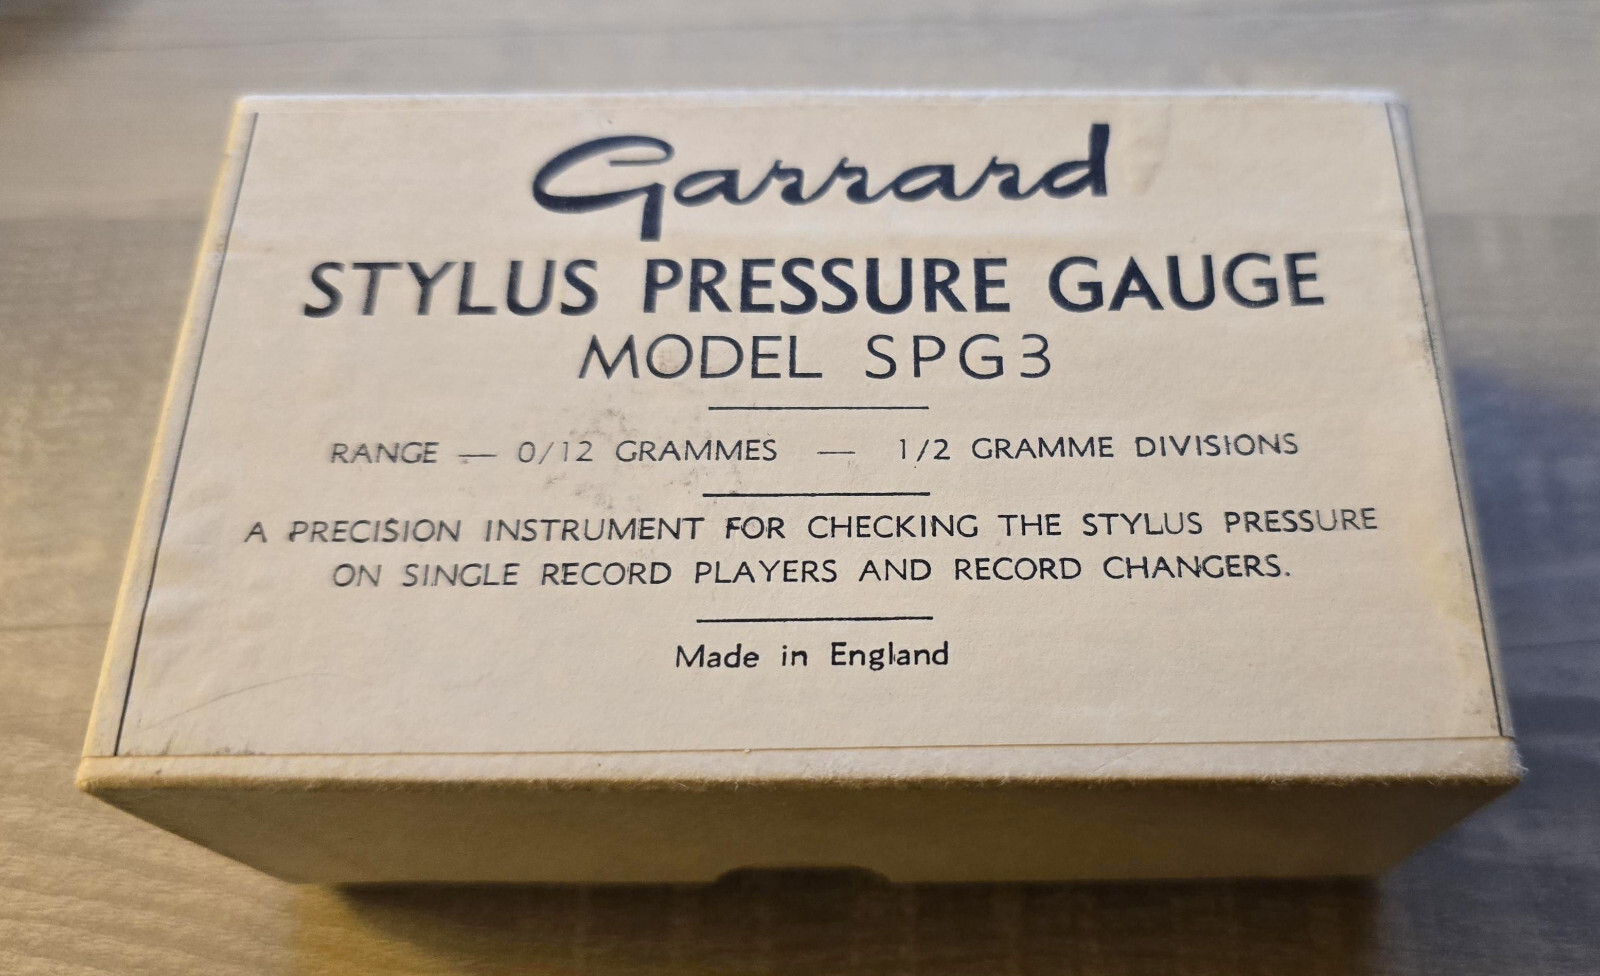 Garrard
STYLUS PRESSURE GAUGE
MODEL SPG3
RANGE — 0/12 GRAMMES — 1/2 GRAMME DIVISIONS
A PRECISION INSTRUMENT FOR CHECKING THE STYLUS PRESSURE
ON SINGLE RECORD PLAYERS AND RECORD CHANGERS.
Made in England